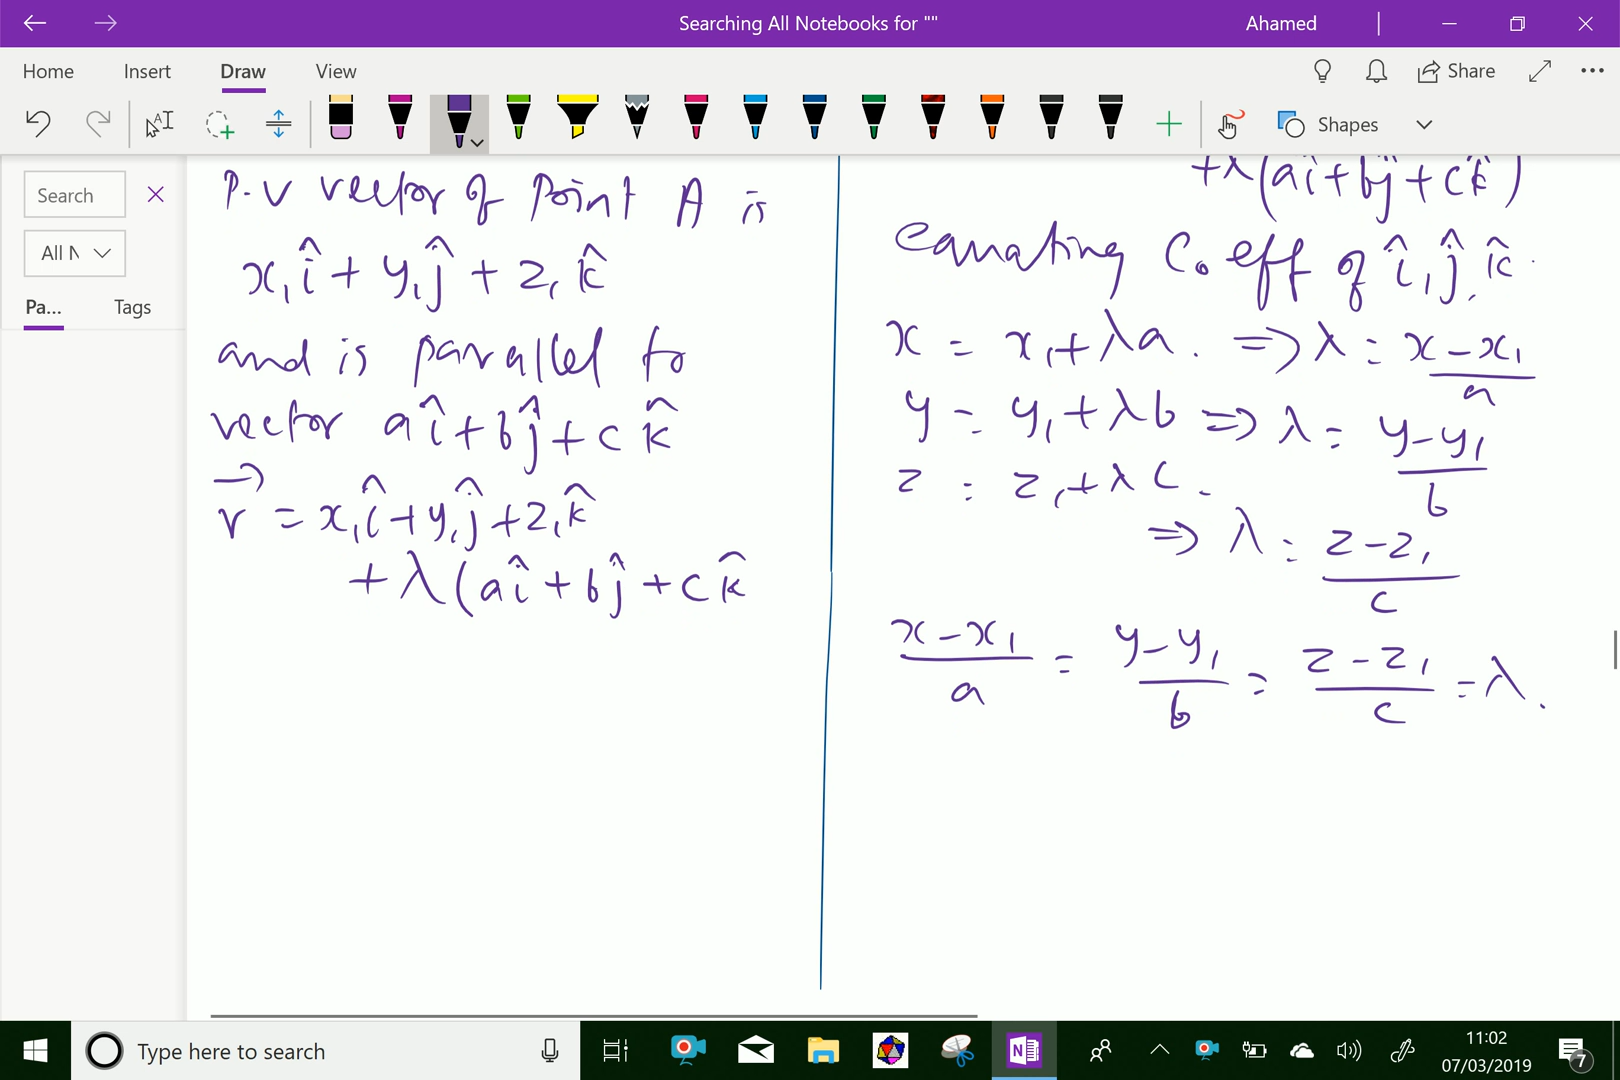 Searching All Notebooks for ""
Ahamed
Home Insert Draw View
Share
Shapes
Search
All N
Pa... Tags
P.V vector of Point A is
x₁î + y₁ĵ + z₁k̂
and is parallel to
vector aî + bĵ + ck̂
r⃗ = x₁î + y₁ĵ + z₁k̂
+ λ(aî + bĵ + ck̂
+λ(aî + bĵ + ck̂)
equating Co eff of î, ĵ, k̂.
x = x₁ + λa. => λ = (x - x₁)/a
y = y₁ + λb => λ = (y - y₁)/b
z = z₁ + λc.
=> λ = (z - z₁)/c
(x - x₁)/a = (y - y₁)/b = (z - z₁)/c = λ.
Type here to search
N
11:02
07/03/2019
7